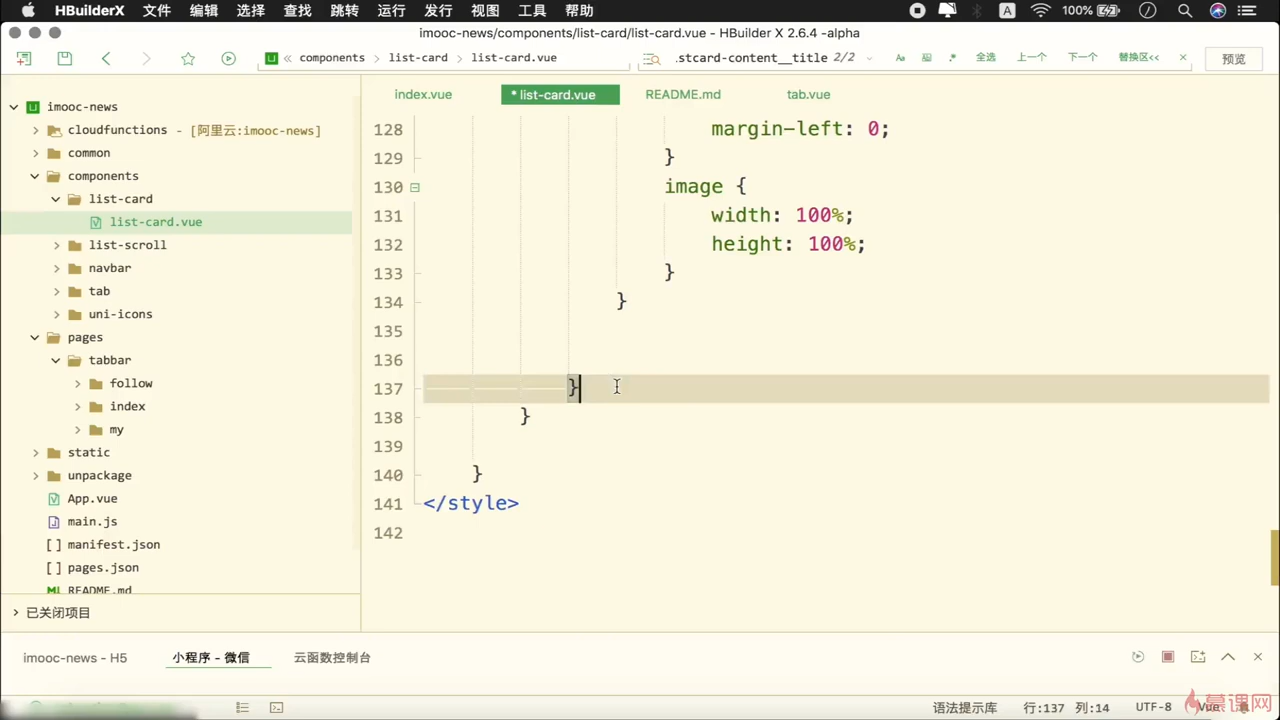 HBuilderX 文件 编辑 选择 查找 跳转 运行 发行 视图 工具 帮助 A 100%
imooc-news/components/list-card/list-card.vue - HBuilder X 2.6.4 -alpha
« components > list-card > list-card.vue .stcard-content__title 2/2 Aa .* 全选 上一个 下一个 替换区<< × 预览
imooc-news
cloudfunctions - [阿里云:imooc-news]
common
components
list-card
list-card.vue
list-scroll
navbar
tab
uni-icons
pages
tabbar
follow
index
my
static
unpackage
App.vue
main.js
[ ] manifest.json
[ ] pages.json
README.md
已关闭项目
index.vue * list-card.vue README.md tab.vue
128 margin-left: 0;
129 }
130 image {
131 width: 100%;
132 height: 100%;
133 }
134 }
135
136
137 }
138 }
139
140 }
141 </style>
142
imooc-news - H5 小程序 - 微信 云函数控制台
语法提示库 行:137 列:14 UTF-8 Vue
慕课网